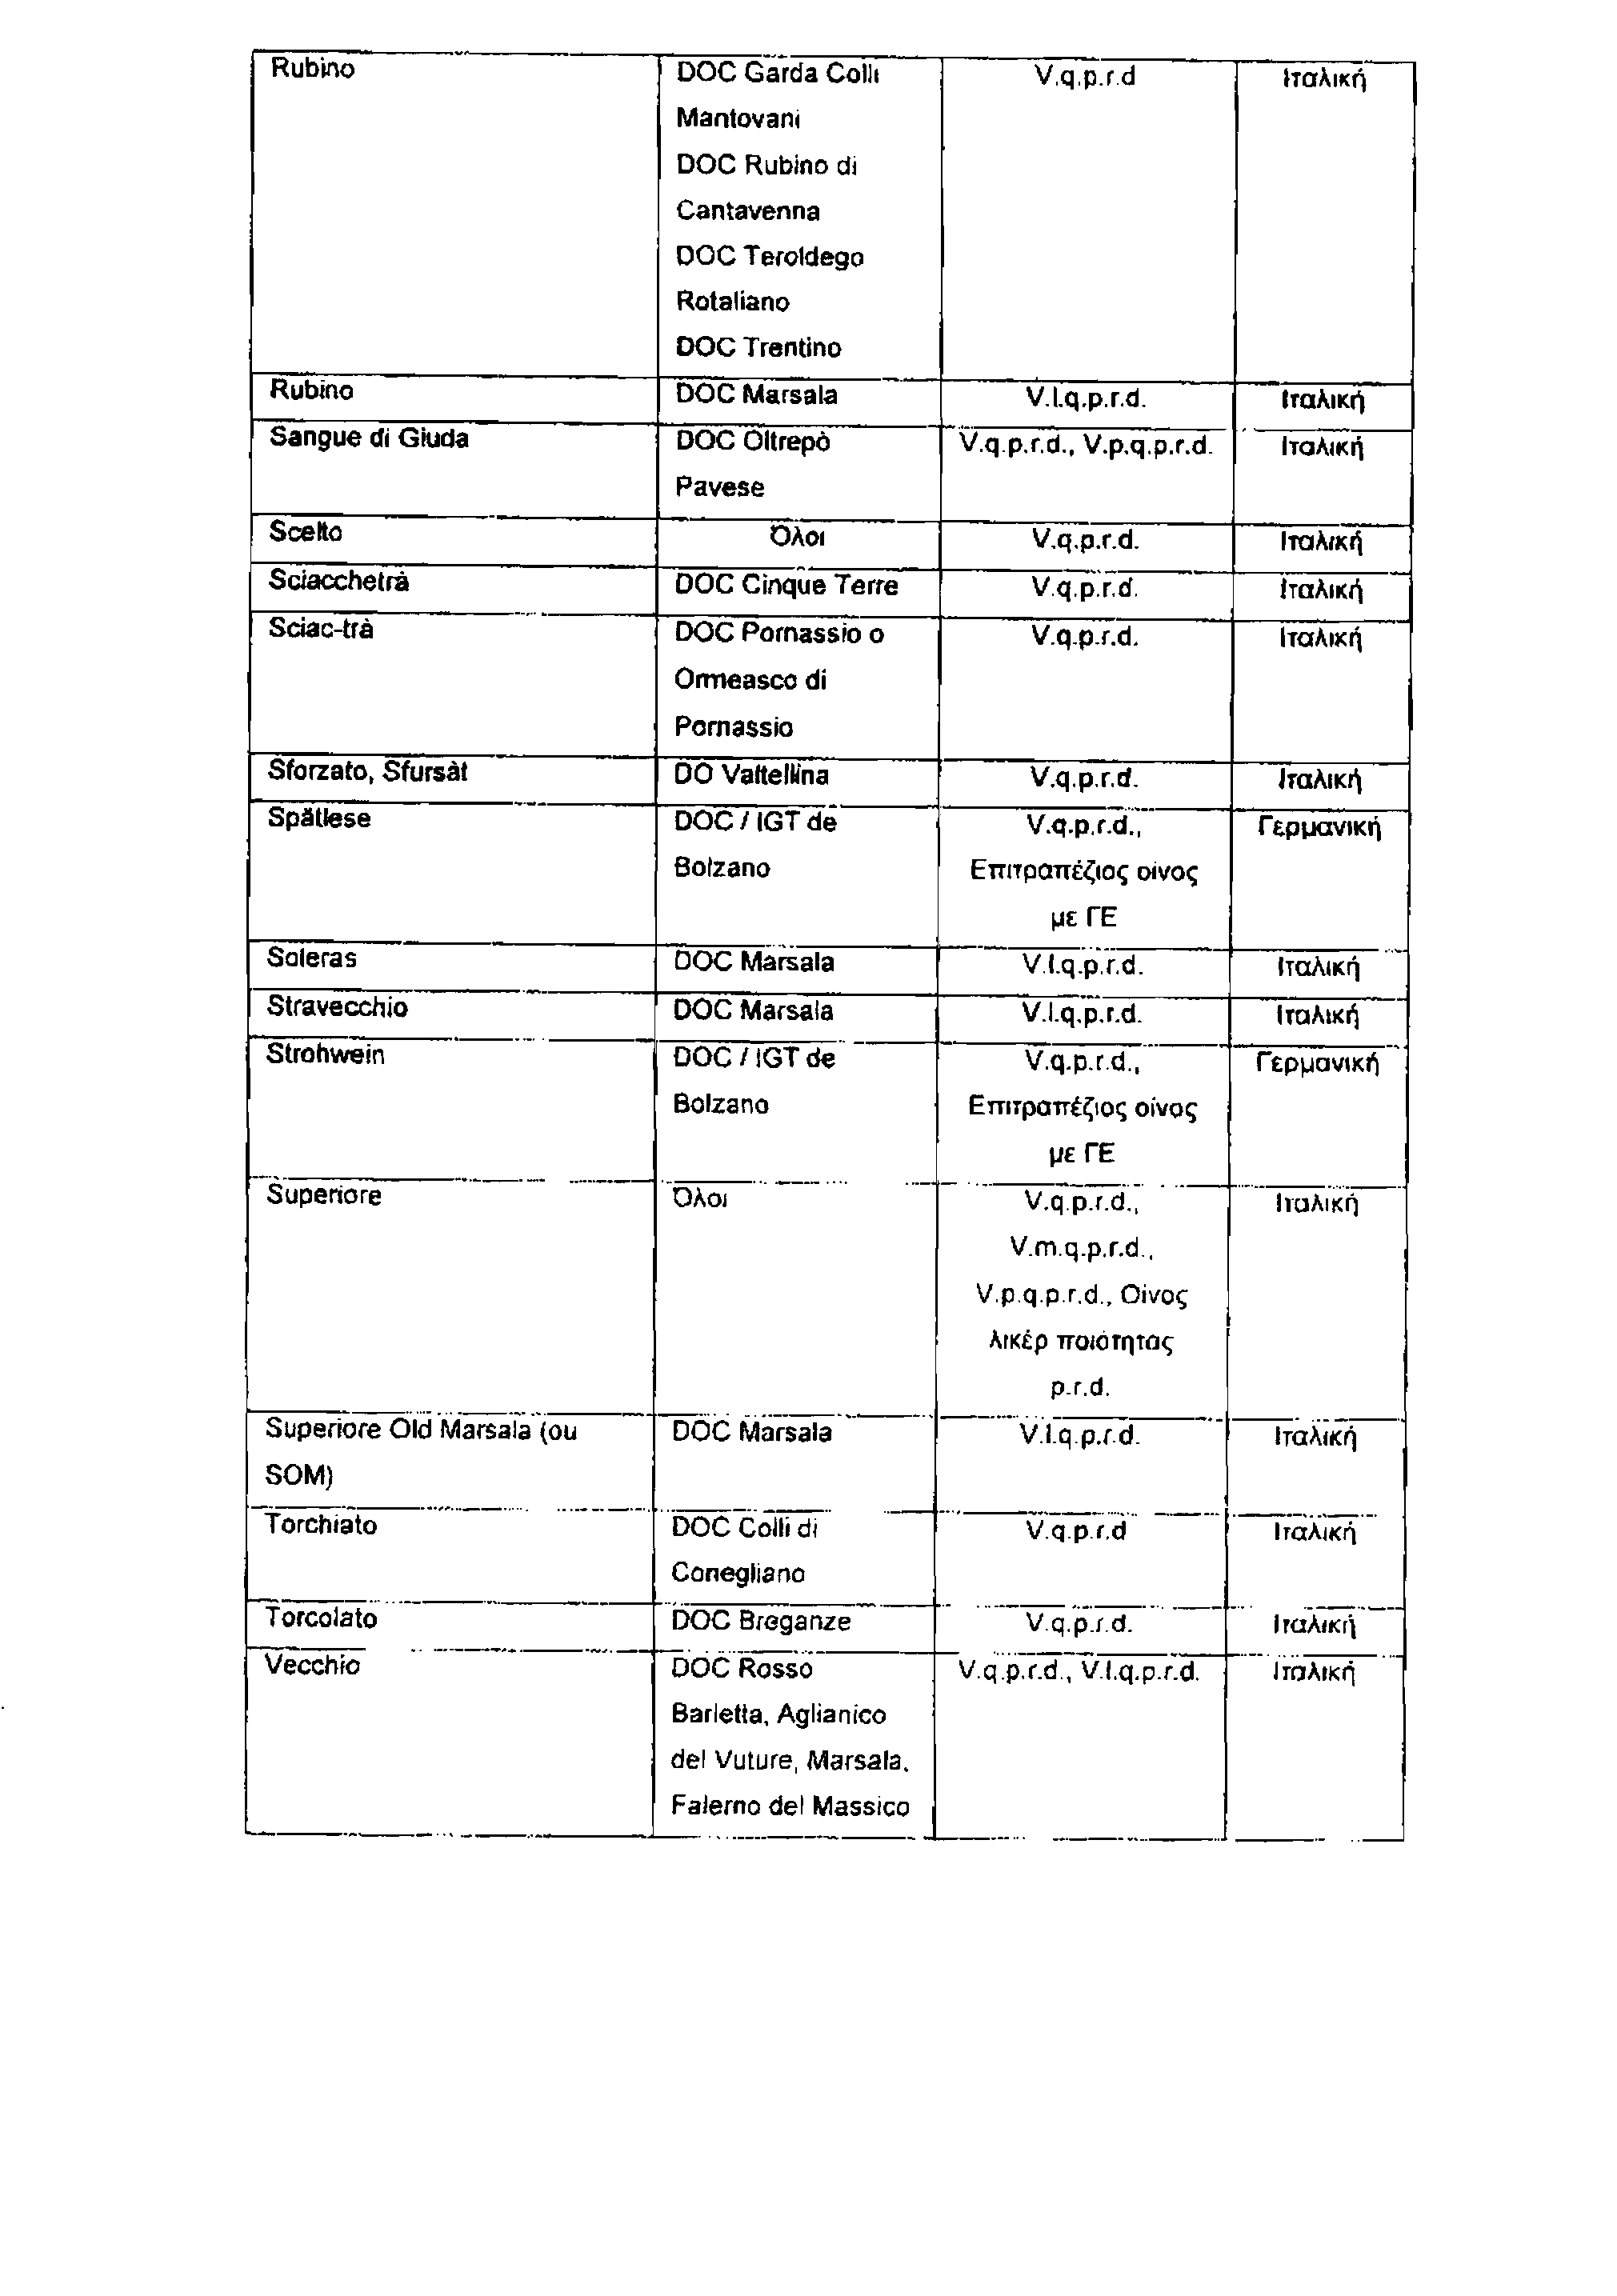 Rubino DOC Garda Colli V.q.p.r.d Ιταλική
Mantovani
DOC Rubino di
Cantavenna
DOC Teroldego
Rotaliano
DOC Trentino
Rubino DOC Marsala V.l.q.p.r.d. Ιταλική
Sangue di Giuda DOC Oltrepò V.q.p.r.d., V.p.q.p.r.d. Ιταλική
Pavese
Scelto Όλοι V.q.p.r.d. Ιταλική
Sciacchetrà DOC Cinque Terre V.q.p.r.d. Ιταλική
Sciac-trà DOC Pornassio o V.q.p.r.d. Ιταλική
Ormeasco di
Pornassio
Sforzato, Sfursàt DO Valtellina V.q.p.r.d. Ιταλική
Spätlese DOC / IGT de V.q.p.r.d., Γερμανική
Bolzano Επιτραπέζιος οίνος
με ΓΕ
Soleras DOC Marsala V.l.q.p.r.d. Ιταλική
Stravecchio DOC Marsala V.l.q.p.r.d. Ιταλική
Strohwein DOC / IGT de V.q.p.r.d., Γερμανική
Bolzano Επιτραπέζιος οίνος
με ΓΕ
Superiore Όλοι V.q.p.r.d., Ιταλική
V.m.q.p.r.d.,
V.p.q.p.r.d., Οίνος
λικέρ ποιότητας
p.r.d.
Superiore Old Marsala (ou DOC Marsala V.l.q.p.r.d. Ιταλική
SOM)
Torchiato DOC Colli di V.q.p.r.d Ιταλική
Conegliano
Torcolato DOC Breganze V.q.p.r.d. Ιταλική
Vecchio DOC Rosso V.q.p.r.d., V.l.q.p.r.d. Ιταλική
Barletta, Aglianico
del Vuture, Marsala,
Falerno del Massico